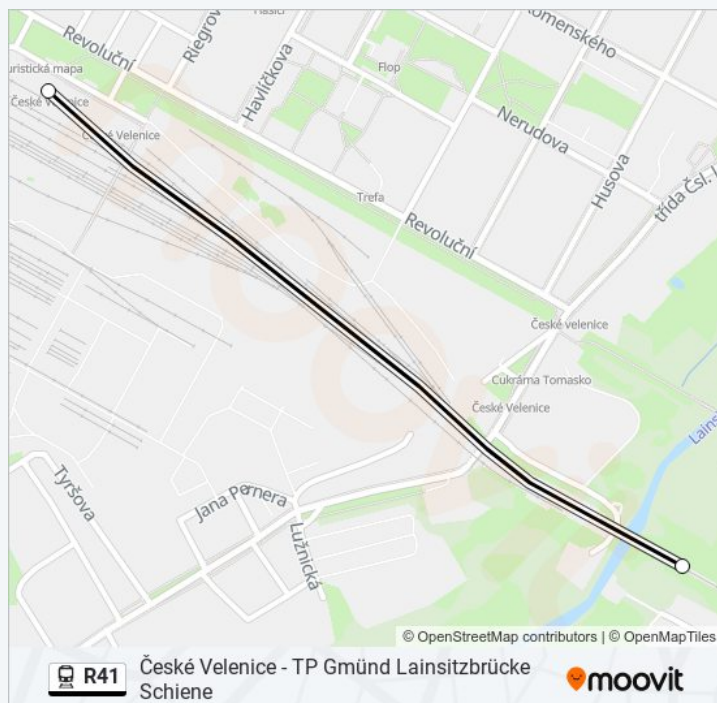 Hasiči
Komenského
Revoluční
Riegrov
Havlíčkova
uristická mapa
České Velenice
České Velenice
Flop
Nerudova
Husova
třída Čsl. l
Trefa
Revoluční
České velenice
Cukrárna Tomasko
České Velenice
Lains
Tyršova
Jana Pernera
Lužnická
© OpenStreetMap contributors | © OpenMapTiles
R41
České Velenice - TP Gmünd Lainsitzbrücke
Schiene
moovit